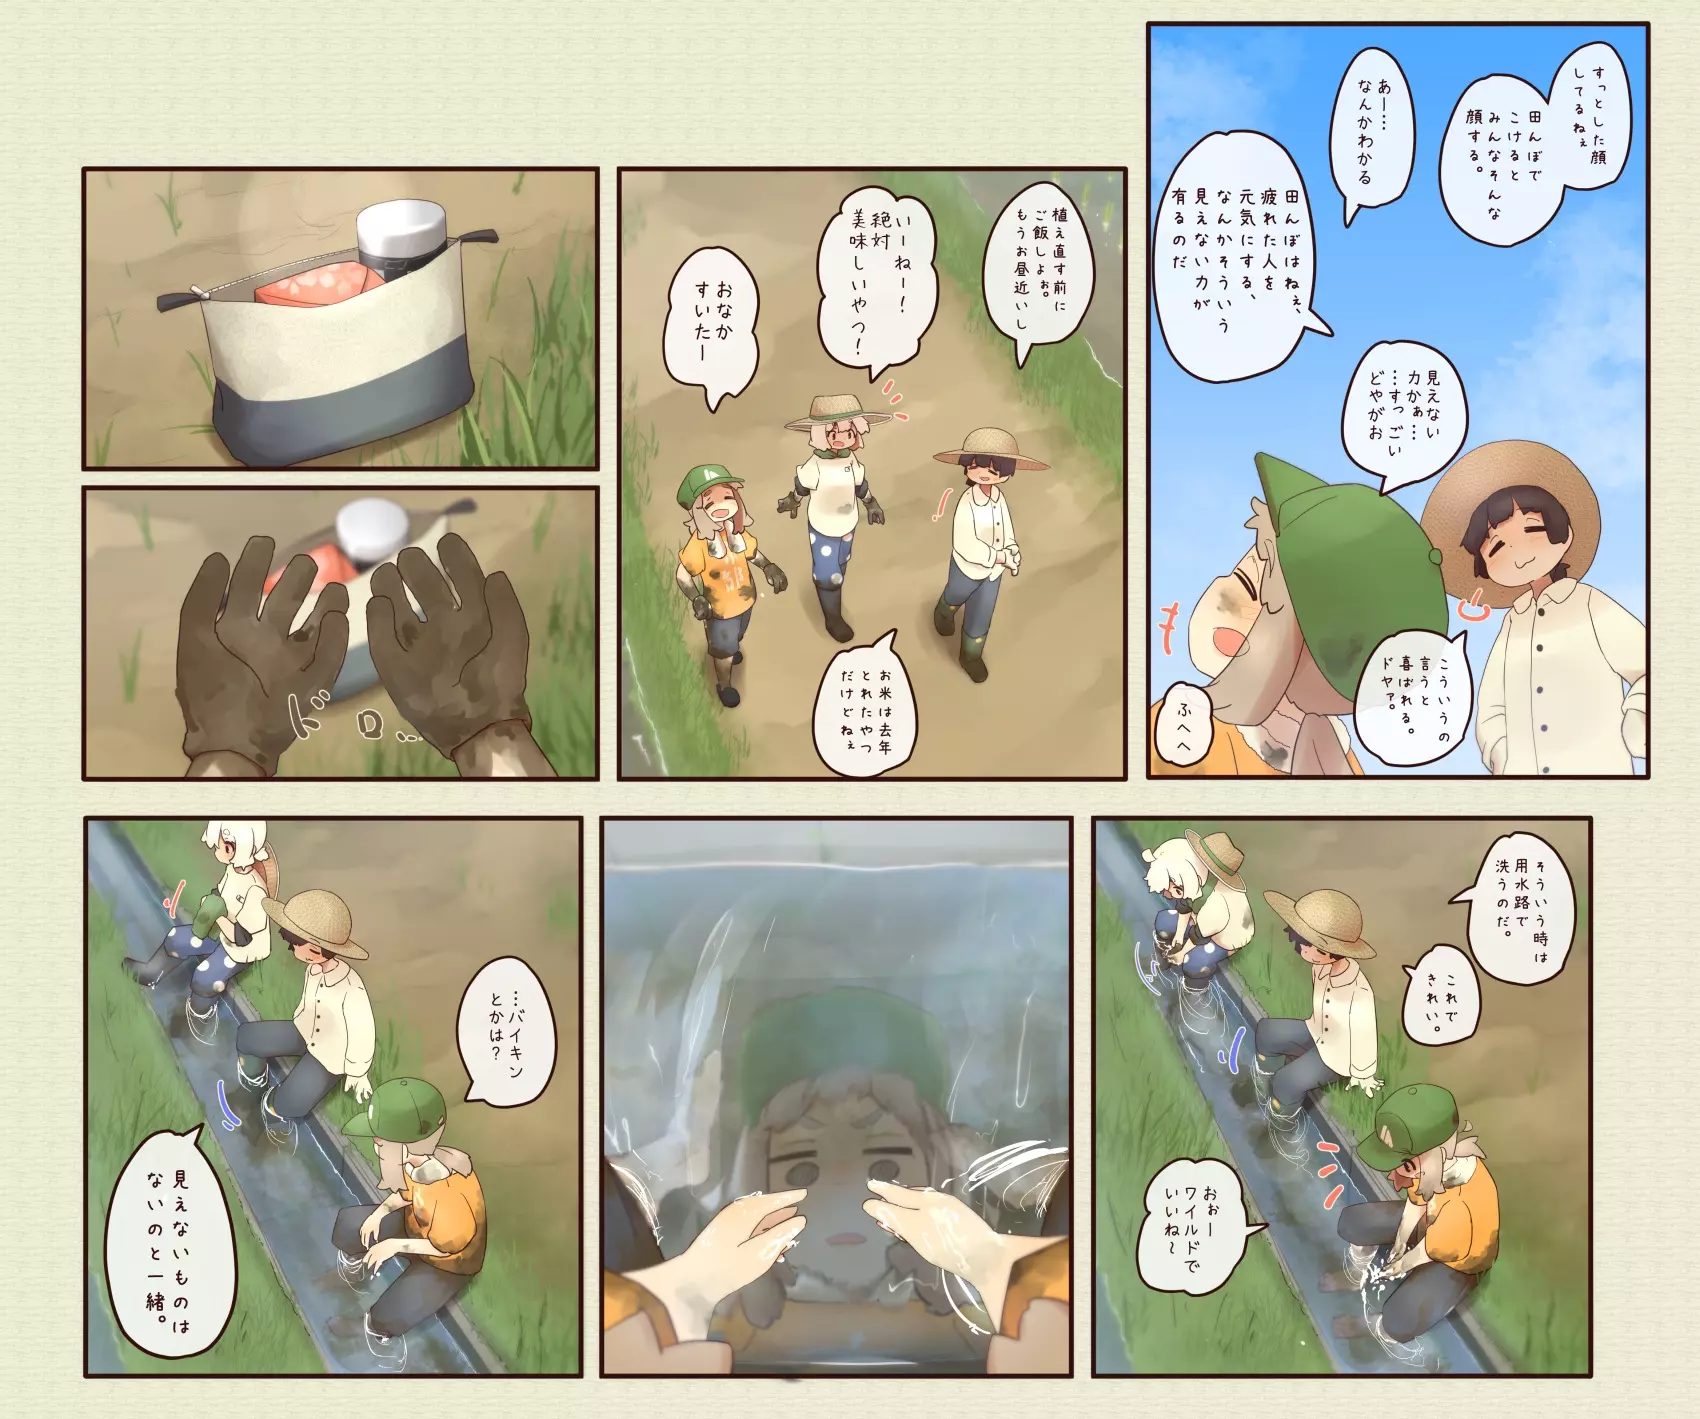 すっとした顔
してるねぇ
田んぼで
こけると
みんなそんな
顔する。
あー…
なんかわかる
田んぼはねぇ、
疲れた人を
元気にする、
なんかそういう
見えない力が
有るのだ
見えない
力かぁ…
…すっごい
どやがお
こういうの
言うと
喜ばれる。
ドヤァ。
ふへへ
植え直す前に
ご飯しよぉ。
もうお昼近いし
いーねー!
絶対
美味しいやつ!
おなか
すいたー
お米は去年
とれたやつ
だけどねぇ
ドロ…
そういう時は
用水路で
洗うのだ。
これで
きれい。
おぉー
ワイルドで
いいね～
…バイキン
とかは?
見えないものは
ないのと一緒。